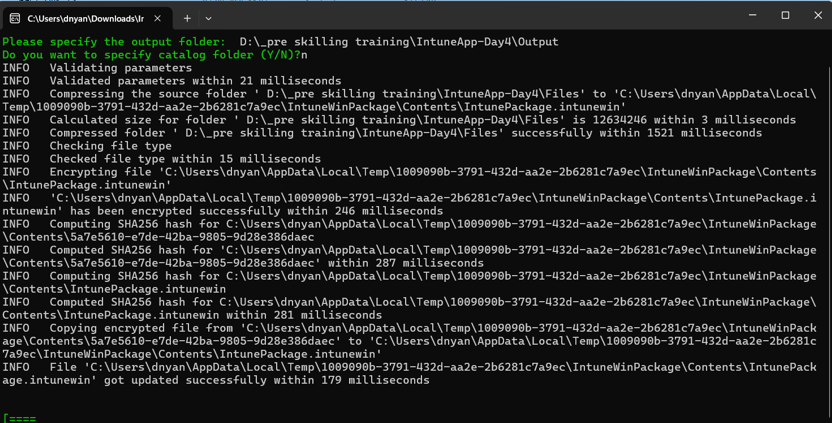 C:\Users\dnyan\Downloads\In
Please specify the output folder:  D:\_pre skilling training\IntuneApp-Day4\Output
Do you want to specify catalog folder (Y/N)?n
INFO   Validating parameters
INFO   Validated parameters within 21 milliseconds
INFO   Compressing the source folder ' D:\_pre skilling training\IntuneApp-Day4\Files' to 'C:\Users\dnyan\AppData\Local\
Temp\1009090b-3791-432d-aa2e-2b6281c7a9ec\IntuneWinPackage\Contents\IntunePackage.intunewin'
INFO   Calculated size for folder ' D:\_pre skilling training\IntuneApp-Day4\Files' is 12634246 within 3 milliseconds
INFO   Compressed folder ' D:\_pre skilling training\IntuneApp-Day4\Files' successfully within 1521 milliseconds
INFO   Checking file type
INFO   Checked file type within 15 milliseconds
INFO   Encrypting file 'C:\Users\dnyan\AppData\Local\Temp\1009090b-3791-432d-aa2e-2b6281c7a9ec\IntuneWinPackage\Contents
\IntunePackage.intunewin'
INFO   'C:\Users\dnyan\AppData\Local\Temp\1009090b-3791-432d-aa2e-2b6281c7a9ec\IntuneWinPackage\Contents\IntunePackage.i
ntunewin' has been encrypted successfully within 246 milliseconds
INFO   Computing SHA256 hash for C:\Users\dnyan\AppData\Local\Temp\1009090b-3791-432d-aa2e-2b6281c7a9ec\IntuneWinPackage
\Contents\5a7e5610-e7de-42ba-9805-9d28e386daec
INFO   Computed SHA256 hash for 'C:\Users\dnyan\AppData\Local\Temp\1009090b-3791-432d-aa2e-2b6281c7a9ec\IntuneWinPackage
\Contents\5a7e5610-e7de-42ba-9805-9d28e386daec' within 287 milliseconds
INFO   Computing SHA256 hash for C:\Users\dnyan\AppData\Local\Temp\1009090b-3791-432d-aa2e-2b6281c7a9ec\IntuneWinPackage
\Contents\IntunePackage.intunewin
INFO   Computed SHA256 hash for C:\Users\dnyan\AppData\Local\Temp\1009090b-3791-432d-aa2e-2b6281c7a9ec\IntuneWinPackage\
Contents\IntunePackage.intunewin within 281 milliseconds
INFO   Copying encrypted file from 'C:\Users\dnyan\AppData\Local\Temp\1009090b-3791-432d-aa2e-2b6281c7a9ec\IntuneWinPack
age\Contents\5a7e5610-e7de-42ba-9805-9d28e386daec' to 'C:\Users\dnyan\AppData\Local\Temp\1009090b-3791-432d-aa2e-2b6281c
7a9ec\IntuneWinPackage\Contents\IntunePackage.intunewin'
INFO   File 'C:\Users\dnyan\AppData\Local\Temp\1009090b-3791-432d-aa2e-2b6281c7a9ec\IntuneWinPackage\Contents\IntunePack
age.intunewin' got updated successfully within 179 milliseconds
[====